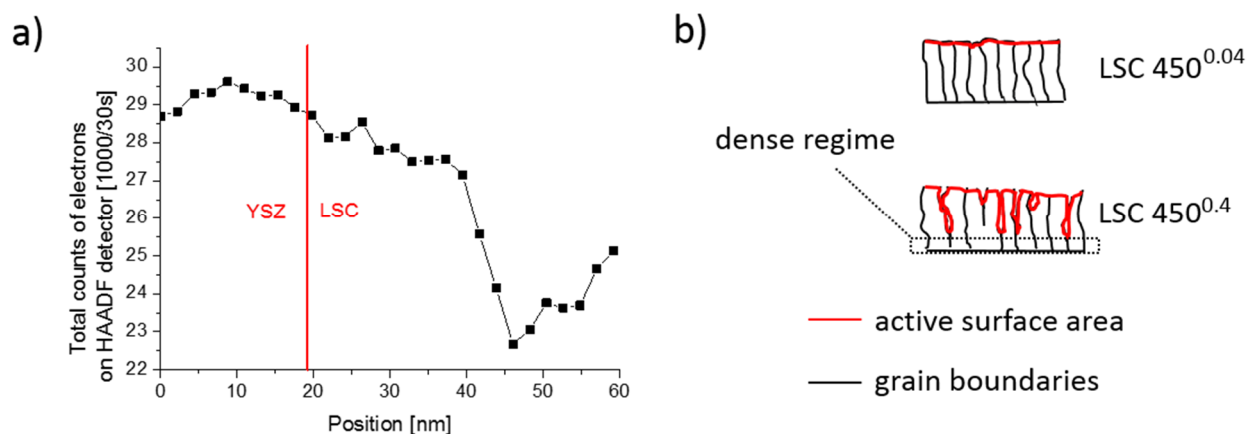 a)
Total counts of electrons
on HAADF detector [1000/30s]
30
29
28
27
26
25
24
23
22
YSZ
LSC
0
10
20
30
40
50
60
Position [nm]
b)
LSC 450^0.04
dense regime
LSC 450^0.4
active surface area
grain boundaries